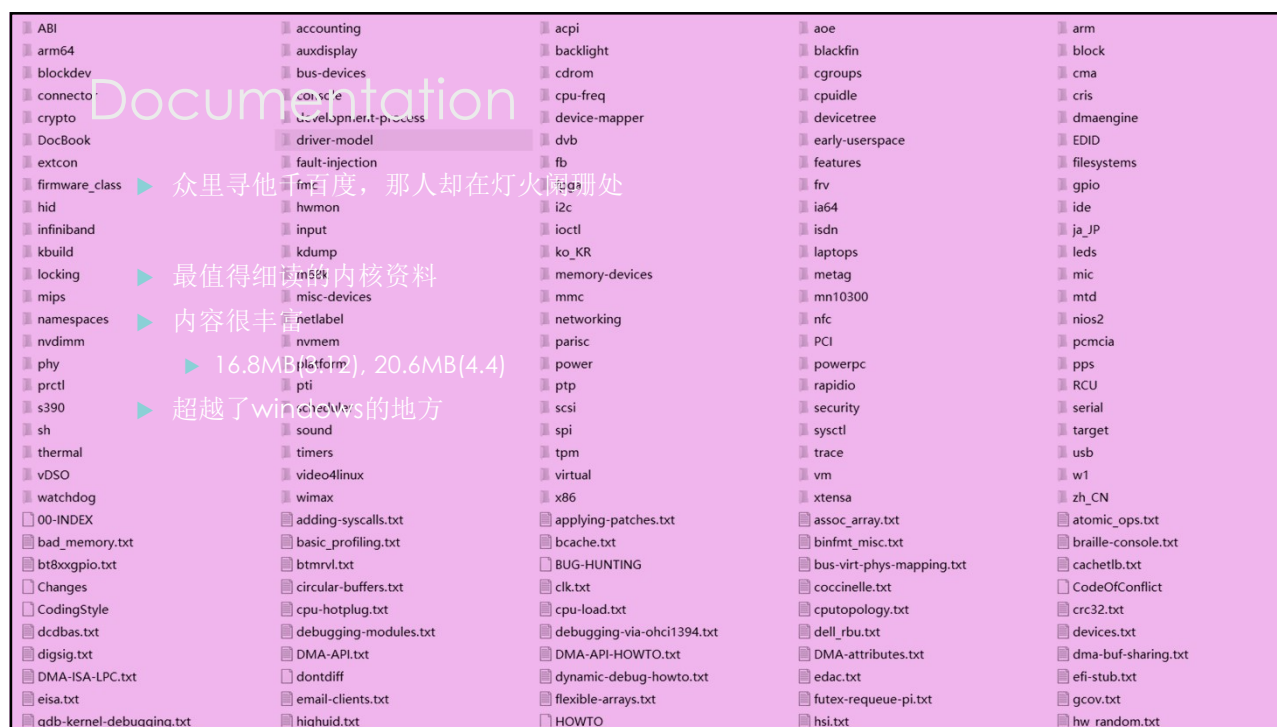 Documentation
众里寻他千百度，那人却在灯火阑珊处
最值得细读的内核资料
内容很丰富
16.8MB(3.12), 20.6MB(4.4)
超越了windows的地方
ABI accounting acpi aoe arm
arm64 auxdisplay backlight blackfin block
blockdev bus-devices cdrom cgroups cma
connector console cpu-freq cpuidle cris
crypto development-process device-mapper devicetree dmaengine
DocBook driver-model dvb early-userspace EDID
extcon fault-injection fb features filesystems
firmware_class fmc fpga frv gpio
hid hwmon i2c ia64 ide
infiniband input ioctl isdn ja_JP
kbuild kdump ko_KR laptops leds
locking m68k memory-devices metag mic
mips misc-devices mmc mn10300 mtd
namespaces netlabel networking nfc nios2
nvdimm nvmem parisc PCI pcmcia
phy platform power powerpc pps
prctl pti ptp rapidio RCU
s390 scheduler scsi security serial
sh sound spi sysctl target
thermal timers tpm trace usb
vDSO video4linux virtual vm w1
watchdog wimax x86 xtensa zh_CN
00-INDEX adding-syscalls.txt applying-patches.txt assoc_array.txt atomic_ops.txt
bad_memory.txt basic_profiling.txt bcache.txt binfmt_misc.txt braille-console.txt
bt8xxgpio.txt btmrvl.txt BUG-HUNTING bus-virt-phys-mapping.txt cachetlb.txt
Changes circular-buffers.txt clk.txt coccinelle.txt CodeOfConflict
CodingStyle cpu-hotplug.txt cpu-load.txt cputopology.txt crc32.txt
dcdbas.txt debugging-modules.txt debugging-via-ohci1394.txt dell_rbu.txt devices.txt
digsig.txt DMA-API.txt DMA-API-HOWTO.txt DMA-attributes.txt dma-buf-sharing.txt
DMA-ISA-LPC.txt dontdiff dynamic-debug-howto.txt edac.txt efi-stub.txt
eisa.txt email-clients.txt flexible-arrays.txt futex-requeue-pi.txt gcov.txt
gdb-kernel-debugging.txt highuid.txt HOWTO hsi.txt hw_random.txt